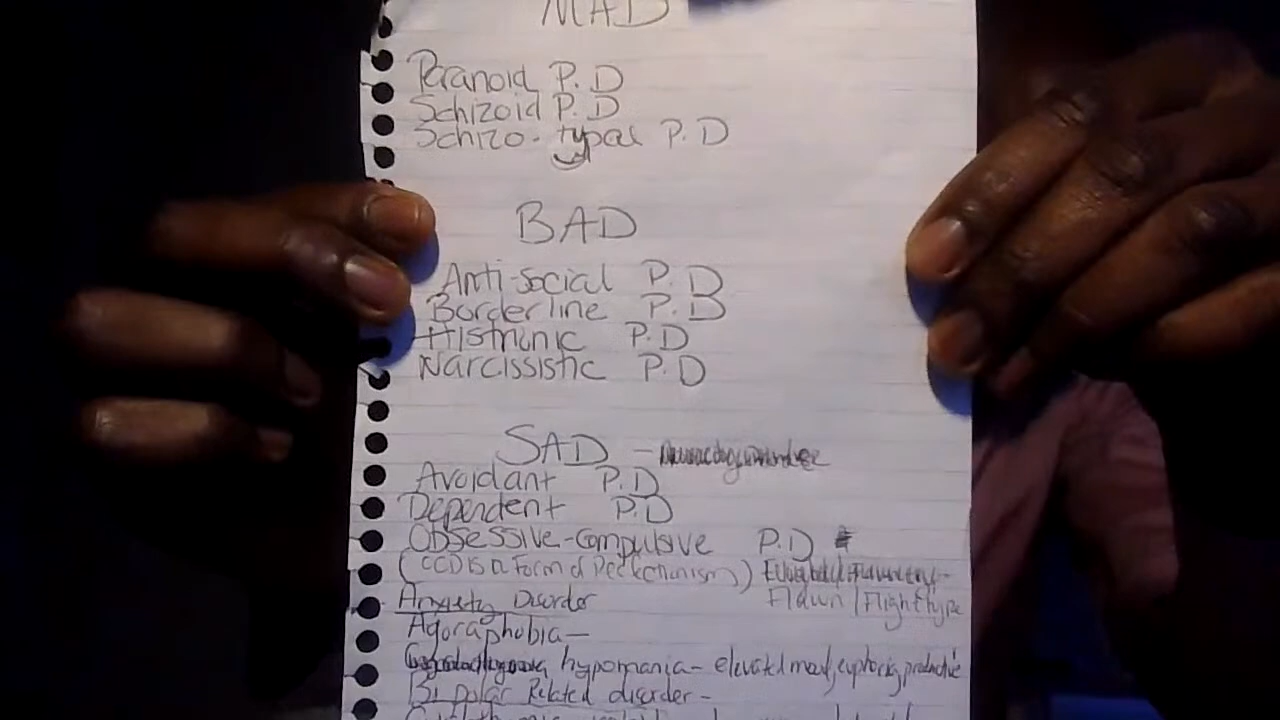 MAD
Paranoid P.D
Schizoid P.D
Schizo-typal P.D
BAD
Anti-social P.D
Borderline P.D
Histrionic P.D
Narcissistic P.D
SAD -
Avoidant P.D
Dependent P.D
Obsessive-Compulsive P.D
(OCD is a Form of Perfectionism)
Anxiety Disorder Flawn/Flight type
Agoraphobia-
hypomania- elevated mood, euphoria, productive
Bi polar Related disorder-